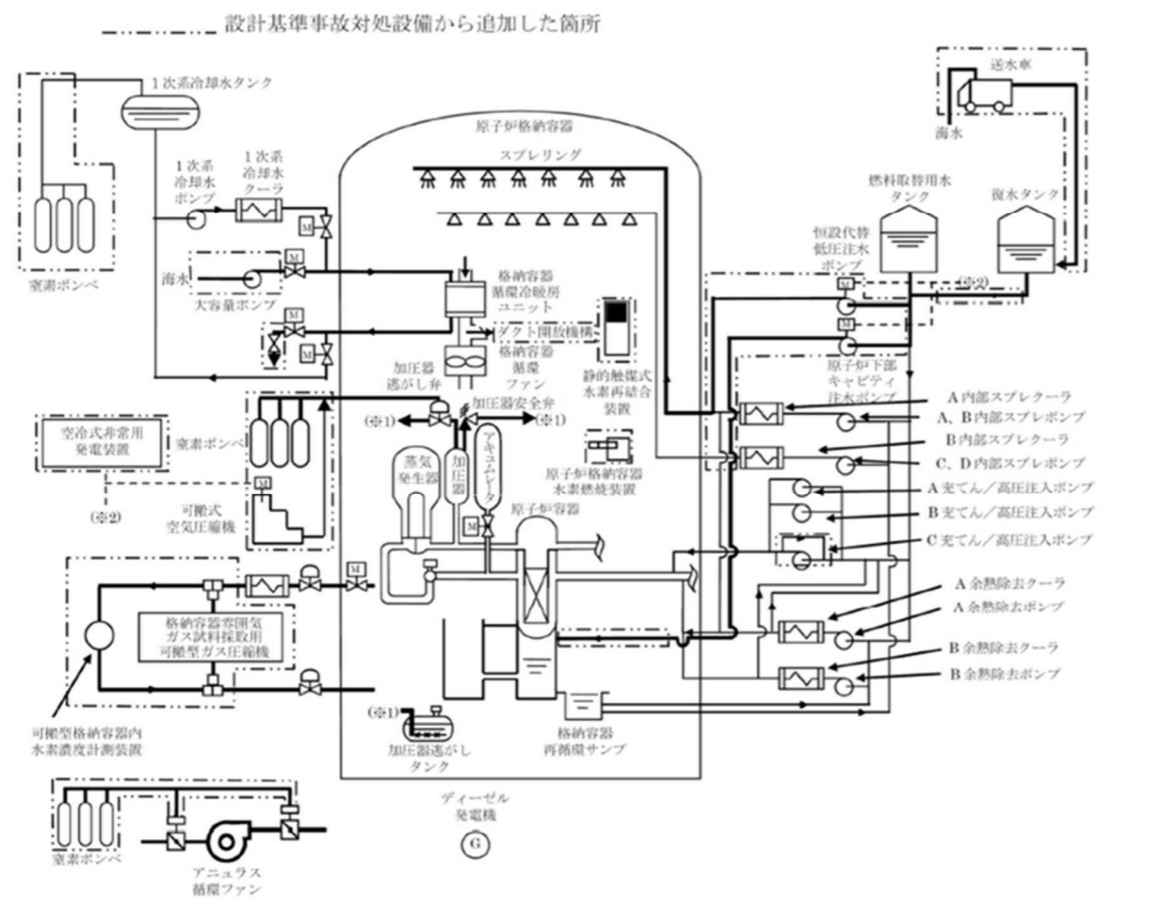 設計基準事故対処設備から追加した箇所
1次系冷却水タンク
送水車
海水
原子炉格納容器
スプレリング
1次系
冷却水
ポンプ
1次系
冷却水
クーラ
M
燃料取替用水
タンク
復水タンク
恒設代替
低圧注水
ポンプ
M
(※2)
M
窒素ボンベ
海水
M
大容量ポンプ
格納容器
循環冷暖房
ユニット
M
M
ダクト開放機構
格納容器
循環
ファン
静的触媒式
水素再結合
装置
原子炉下部
キャビティ
注水ポンプ
加圧器
逃がし弁
加圧器安全弁
(※1)
(※1)
A内部スプレクーラ
A、B内部スプレポンプ
B内部スプレクーラ
C、D内部スプレポンプ
空冷式非常用
発電装置
窒素ボンベ
蒸気
発生器
加圧器
アキュムレータ
原子炉格納容器
水素燃焼装置
(※2)
M
可搬式
空気圧縮機
M
原子炉容器
A充てん/高圧注入ポンプ
B充てん/高圧注入ポンプ
C充てん/高圧注入ポンプ
M
格納容器雰囲気
ガス試料採取用
可搬型ガス圧縮機
A余熱除去クーラ
A余熱除去ポンプ
B余熱除去クーラ
B余熱除去ポンプ
可搬型格納容器内
水素濃度計測装置
(※1)
加圧器逃がし
タンク
格納容器
再循環サンプ
ディーゼル
発電機
G
窒素ボンベ
アニュラス
循環ファン